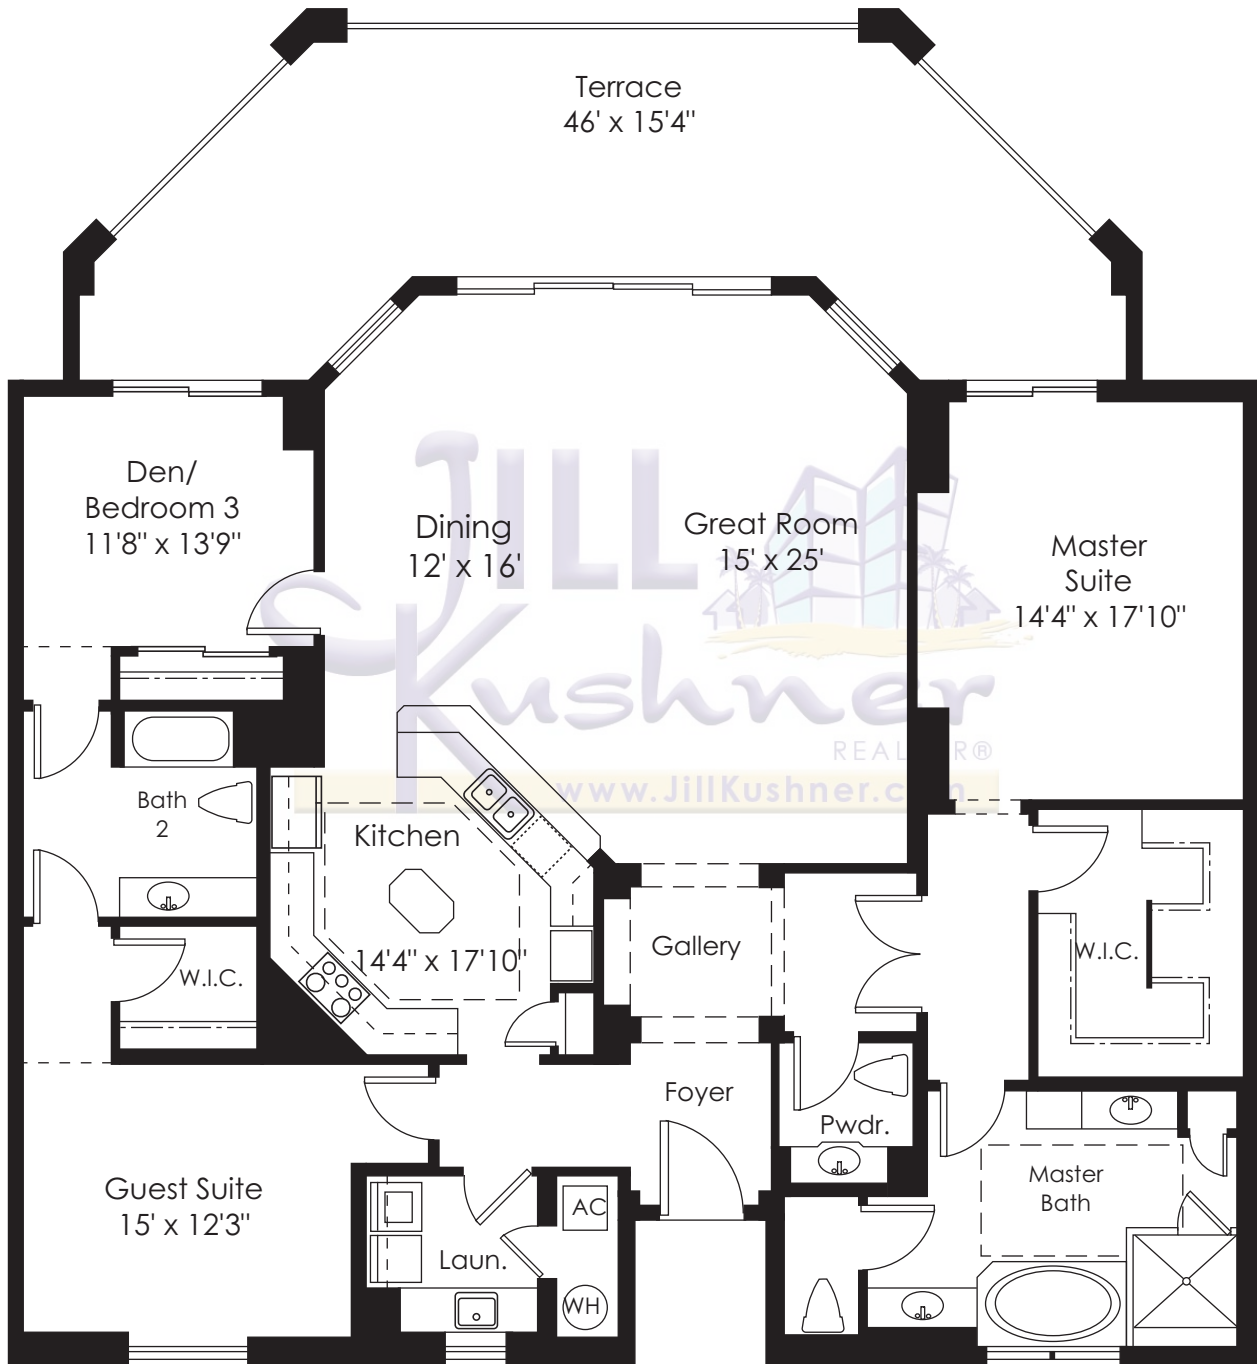 Terrace
46' x 15'4"
Den/
Bedroom 3
11'8" x 13'9"
Dining
12' x 16'
Great Room
15' x 25'
Master
Suite
14'4" x 17'10"
JILL
Kushner
REALTOR®
www.JillKushner.com
Bath
2
Kitchen
14'4" x 17'10"
W.I.C.
Gallery
W.I.C.
Foyer
Pwdr.
Guest Suite
15' x 12'3"
Master
Bath
AC
Laun.
WH